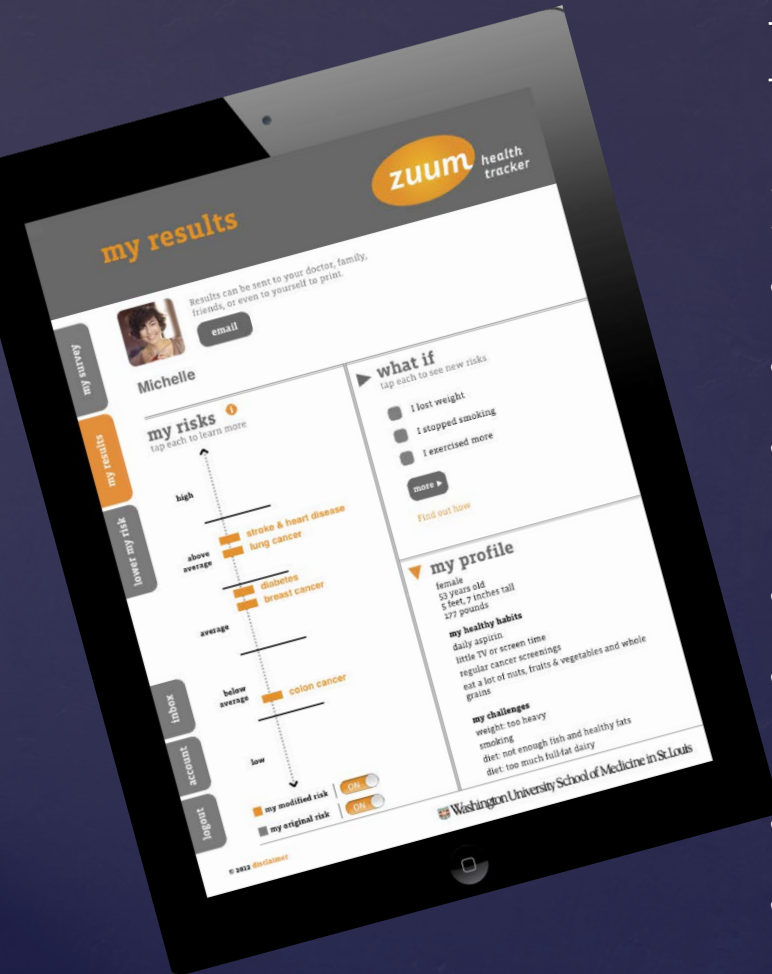 my results
zuum health
tracker
Results can be sent to your doctor, family,
friends, or even to yourself to print.
email
Michelle
my survey
my results
lower my risk
inbox
account
logout
my risks
tap each to learn more
high
above
average
average
below
average
low
stroke & heart disease
lung cancer
diabetes
breast cancer
colon cancer
my modified risk ON
my original risk ON
© 2012 disclaimer
what if
tap each to see new risks
I lost weight
I stopped smoking
I exercised more
more
Find out how
my profile
female
53 years old
5 feet, 7 inches tall
177 pounds
my healthy habits
daily aspirin
little TV or screen time
regular cancer screenings
eat a lot of nuts, fruits & vegetables and whole
grains
my challenges
weight: too heavy
smoking
diet: not enough fish and healthy fats
diet: too much full-fat dairy
Washington University School of Medicine in St. Louis